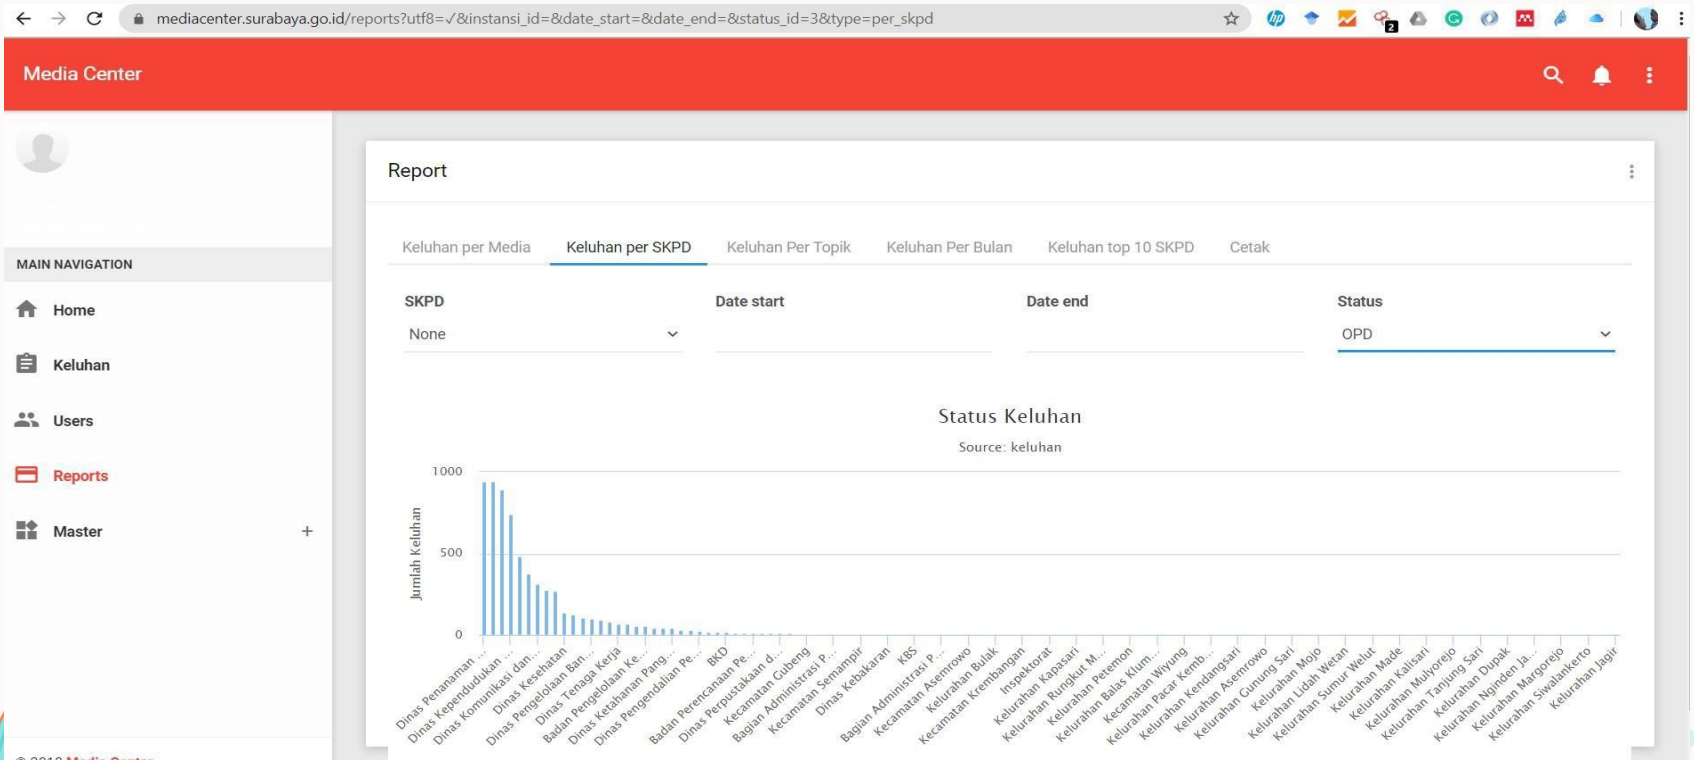 mediacenter.surabaya.go.id/reports?utf8=✓&instansi_id=&date_start=&date_end=&status_id=3&type=per_skpd
2
Media Center
MAIN NAVIGATION
Home
Keluhan
Users
Reports
Master +
Report
Keluhan per Media Keluhan per SKPD Keluhan Per Topik Keluhan Per Bulan Keluhan top 10 SKPD Cetak
SKPD Date start Date end Status
None OPD
Status Keluhan
Source: keluhan
Jumlah Keluhan
1000
500
0
Dinas Penanaman ...
Dinas Kependudukan ...
Dinas Komunikasi dan...
Dinas Kesehatan
Dinas Pengelolaan Ban...
Dinas Tenaga Kerja
Badan Pengelolaan Ke...
Dinas Ketahanan Pang...
Dinas Pengendalian Pe...
BKD
Badan Perencanaan Pe...
Dinas Perpustakaan d...
Kecamatan Gubeng
Bagian Administrasi P...
Kecamatan Semampir
Dinas Kebakaran
KBS
Bagian Administrasi P...
Kecamatan Asemrowo
Kelurahan Bulak
Kecamatan Krembangan
Inspektorat
Kelurahan Kapasari
Kelurahan Rungkut M...
Kelurahan Petemon
Kelurahan Balas Klum...
Kecamatan Wiyung
Kelurahan Pacar Kemb...
Kelurahan Kendangsari
Kelurahan Asemrowo
Kelurahan Gunung Sari
Kelurahan Mojo
Kelurahan Lidah Wetan
Kelurahan Sumur Welut
Kelurahan Made
Kelurahan Kalisari
Kelurahan Mulyorejo
Kelurahan Tanjung Sari
Kelurahan Dupak
Kelurahan Nginden Ja...
Kelurahan Margorejo
Kelurahan Siwalankerto
Kelurahan Jagir